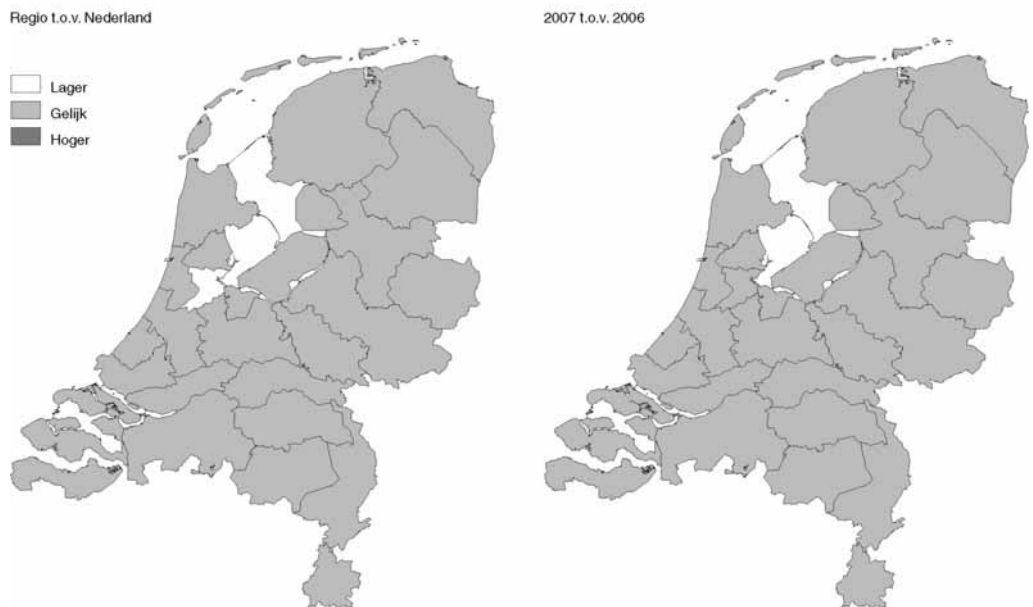 Regio t.o.v. Nederland
2007 t.o.v. 2006
Lager
Gelijk
Hoger